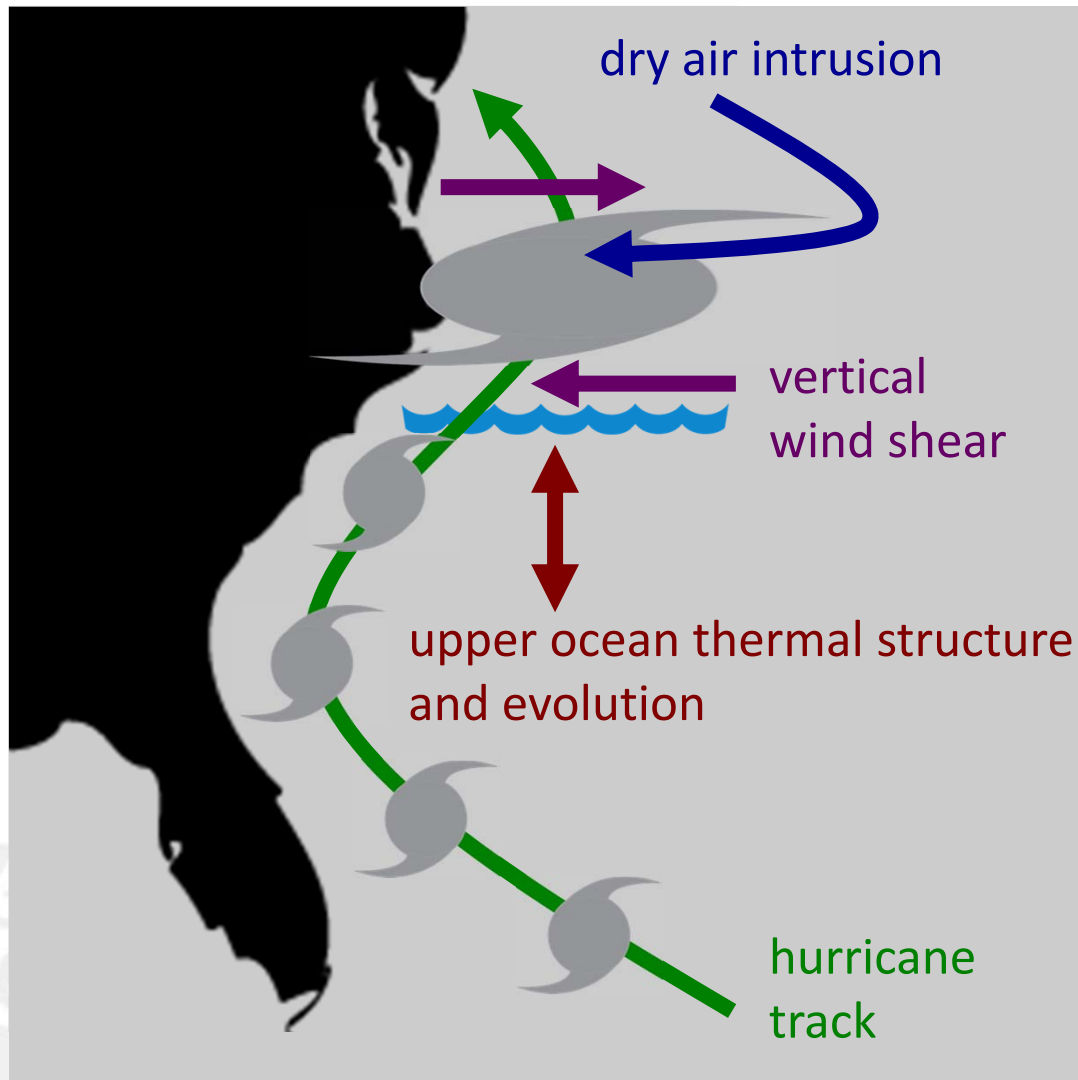 dry air intrusion
vertical
wind shear
upper ocean thermal structure
and evolution
hurricane
track